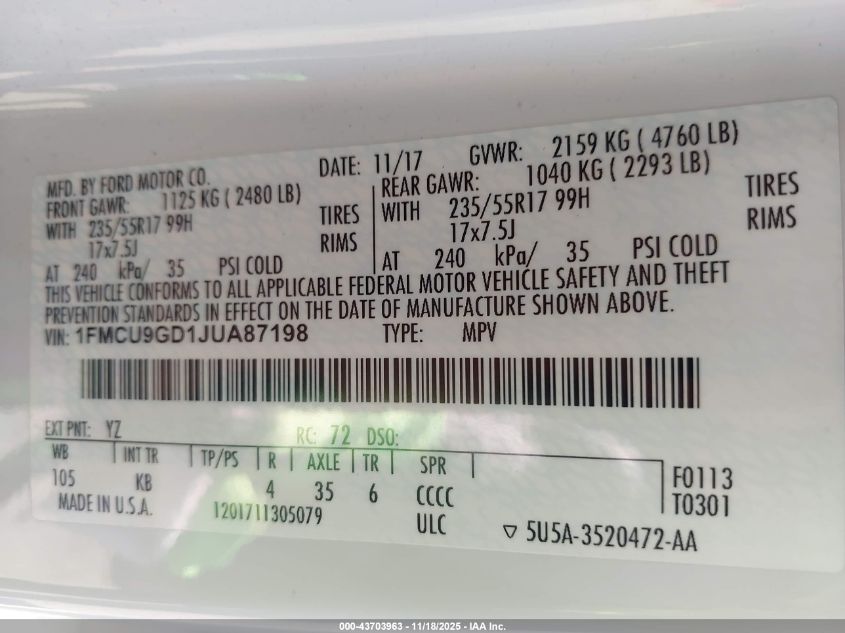 MFD. BY FORD MOTOR CO. DATE: 11/17 GVWR: 2159 KG ( 4760 LB)
FRONT GAWR: 1125 KG ( 2480 LB) REAR GAWR: 1040 KG ( 2293 LB)
WITH 235/55R17 99H TIRES WITH 235/55R17 99H TIRES
17x7.5J RIMS 17x7.5J RIMS
AT 240 kPa/ 35 PSI COLD AT 240 kPa/ 35 PSI COLD
THIS VEHICLE CONFORMS TO ALL APPLICABLE FEDERAL MOTOR VEHICLE SAFETY AND THEFT
PREVENTION STANDARDS IN EFFECT ON THE DATE OF MANUFACTURE SHOWN ABOVE.
VIN: 1FMCU9GD1JUA87198 TYPE: MPV
EXT PNT: YZ RC: 72 DSO:
WB INT TR TP/PS R AXLE TR SPR
105 KB 4 35 6 CCCC F0113
MADE IN U.S.A. 1201711305079 ULC T0301
5U5A-3520472-AA
000-43703963 - 11/18/2025 - IAA Inc.